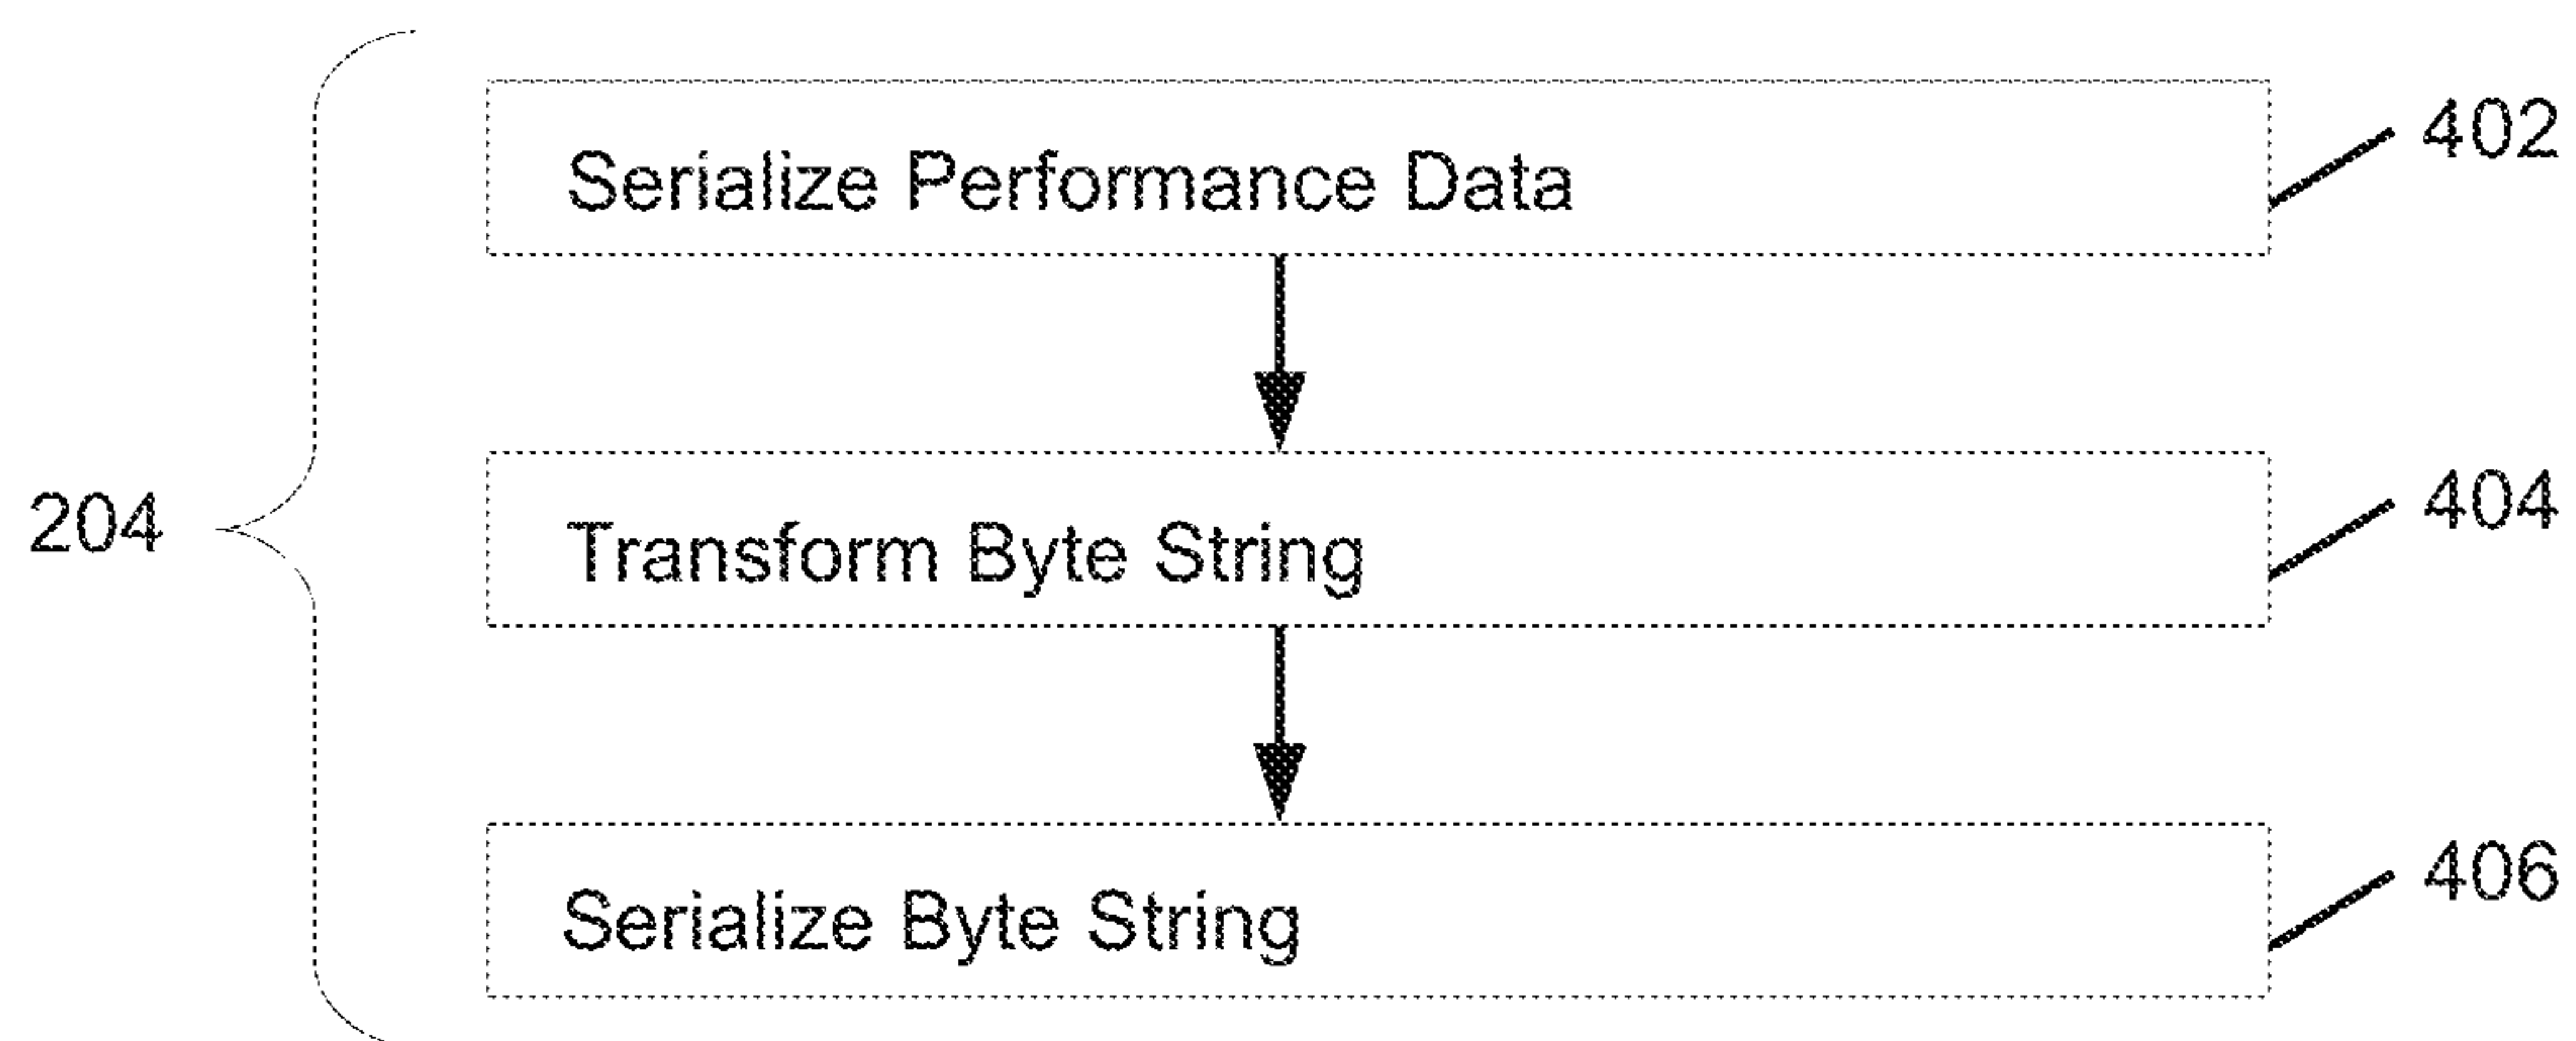 Serialize Performance Data
402
204
Transform Byte String
404
Serialize Byte String
406